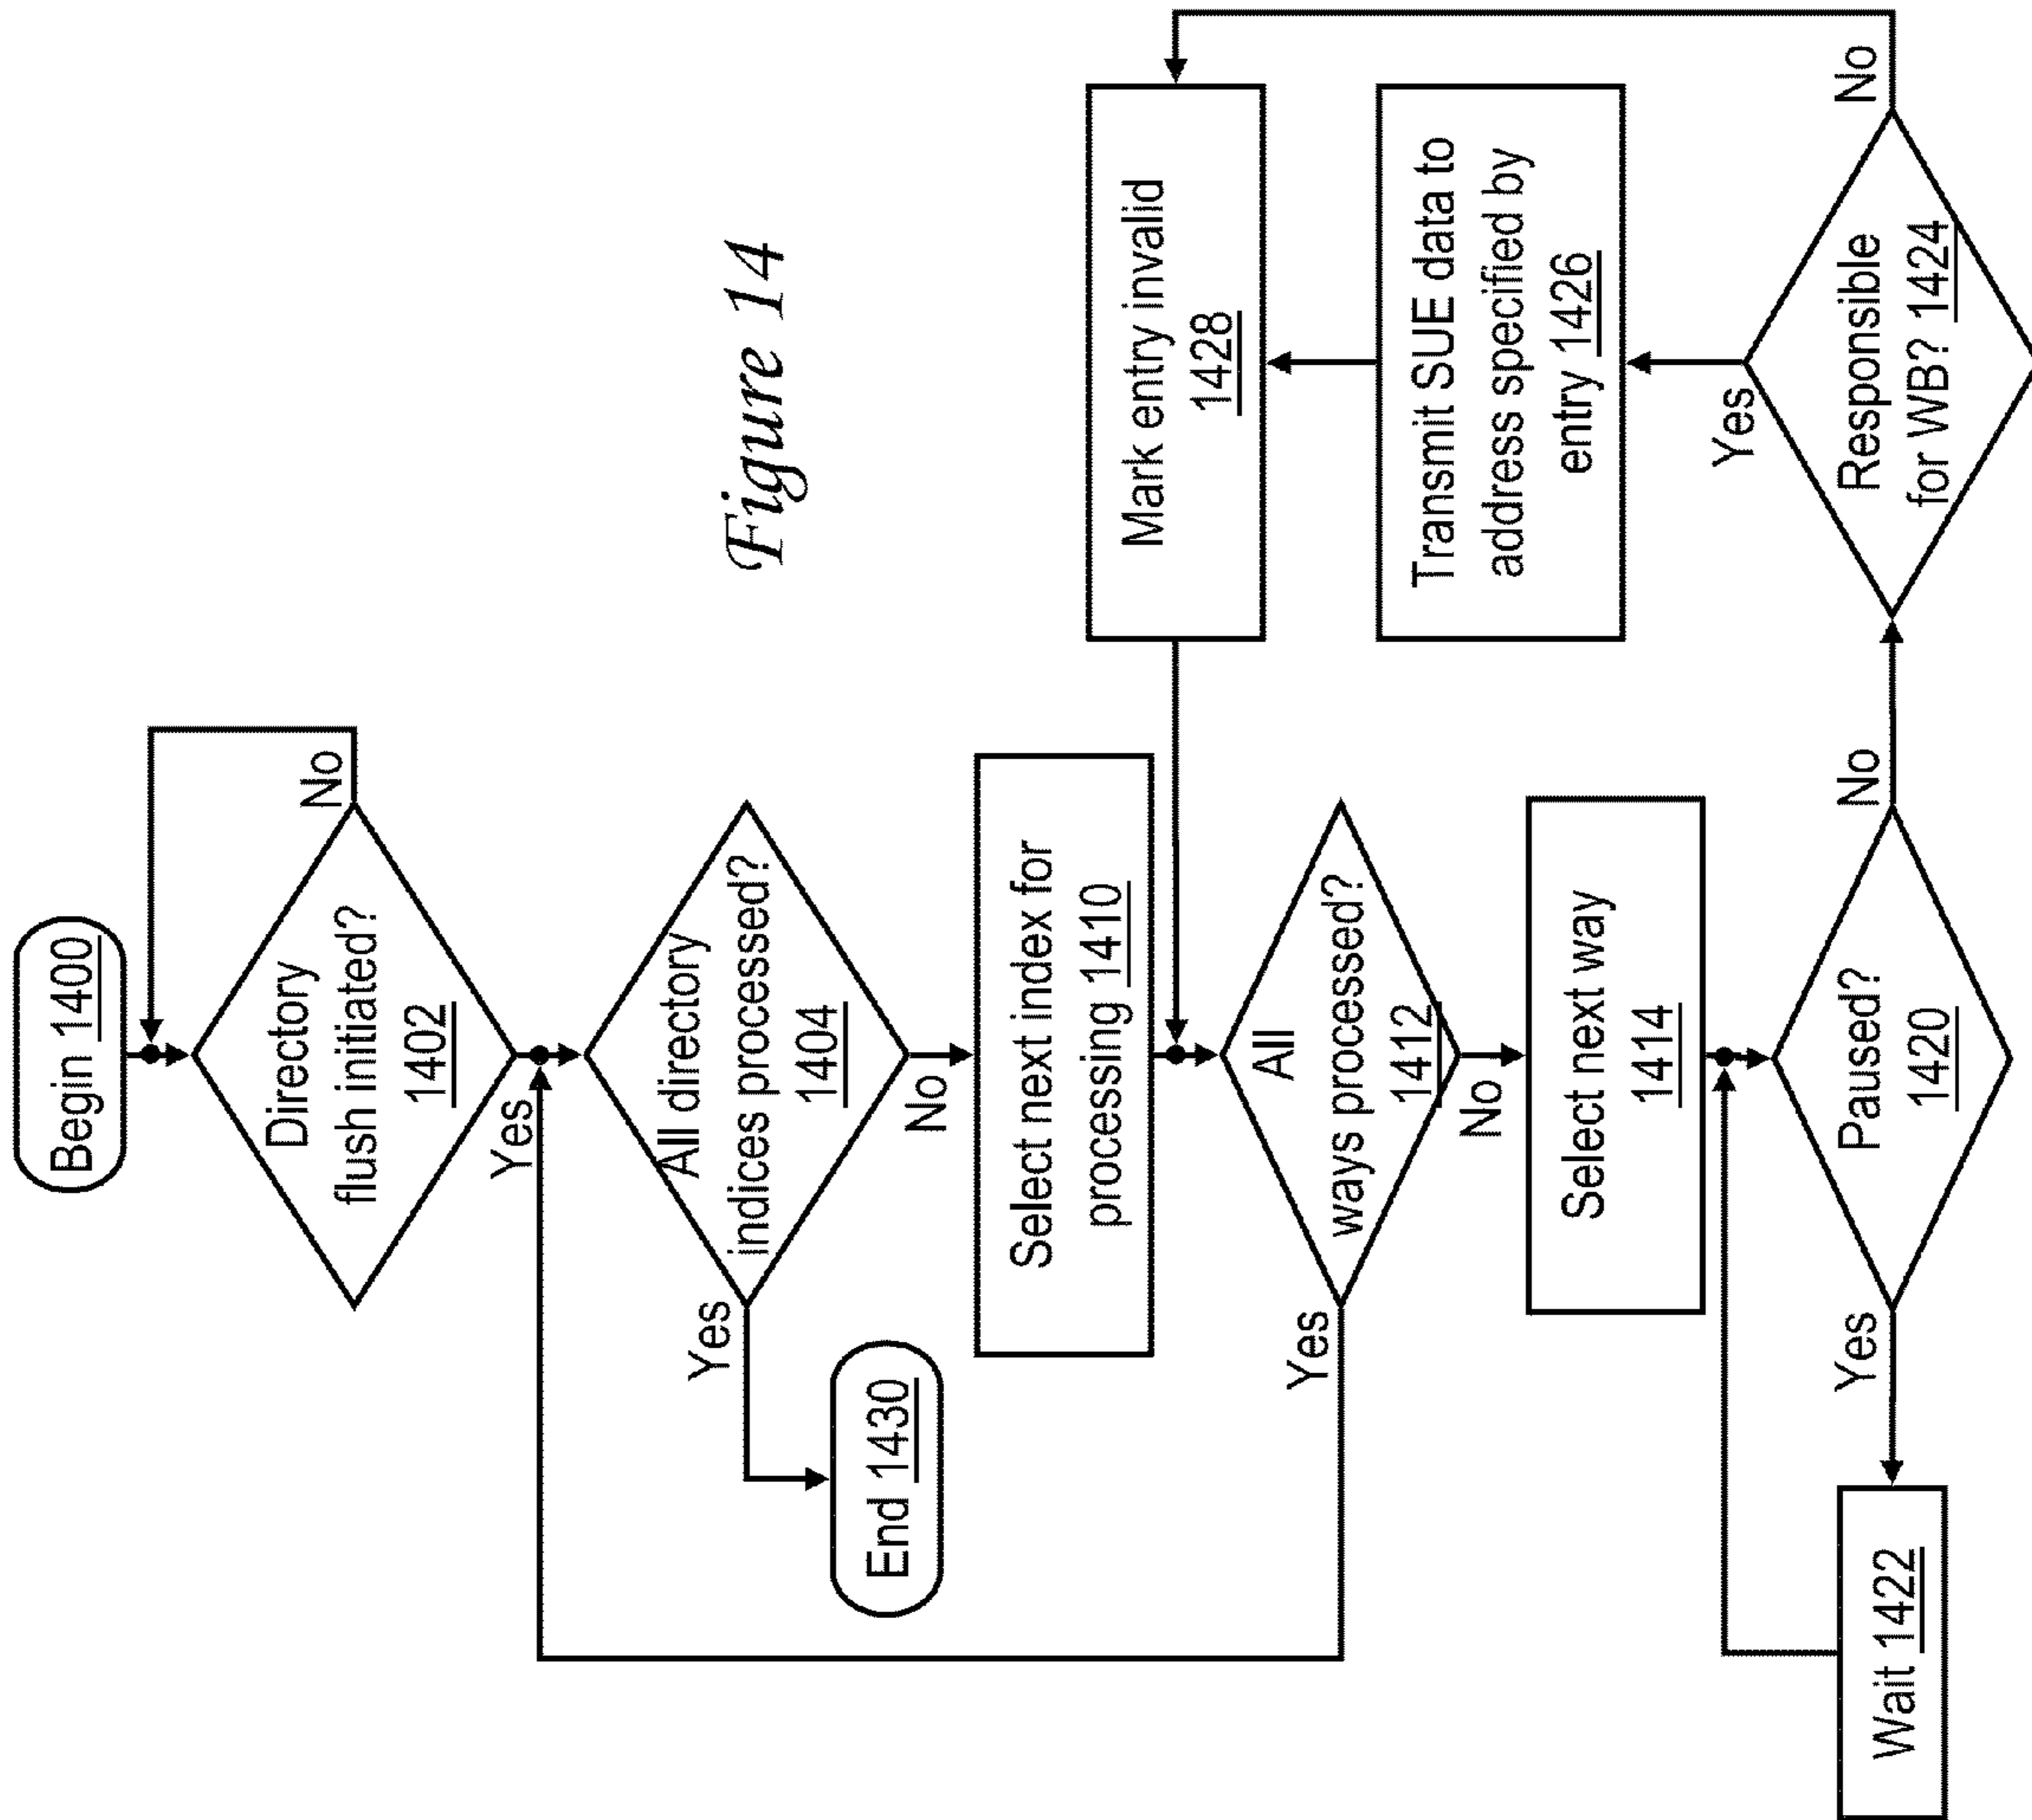 Begin 1400
Directory
flush initiated?
1402
No
Yes
All directory
indices processed?
1404
Yes
No
End 1430
Select next index for
processing 1410
All
ways processed?
1412
Yes
No
Select next way
1414
Paused?
1420
Yes
No
Wait 1422
Responsible
for WB? 1424
Yes
No
Transmit SUE data to
address specified by
entry 1426
Mark entry invalid
1428
Figure 14